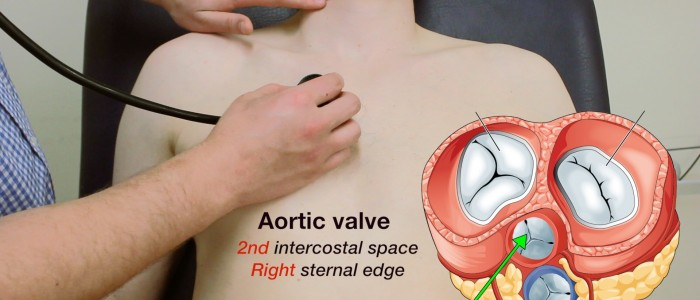 Aortic valve
2nd intercostal space
Right sternal edge